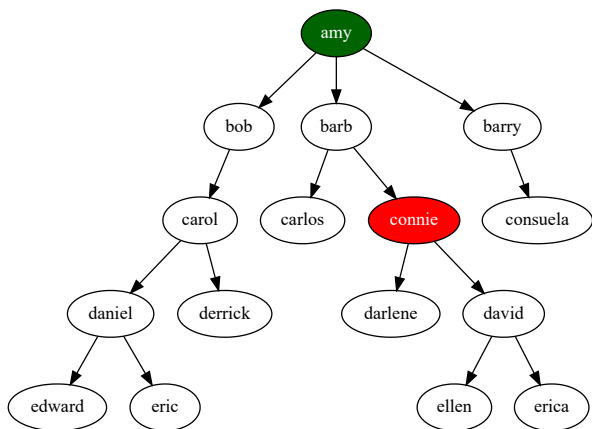 amy
bob barb barry
carol carlos connie consuela
daniel derrick darlene david
edward eric ellen erica